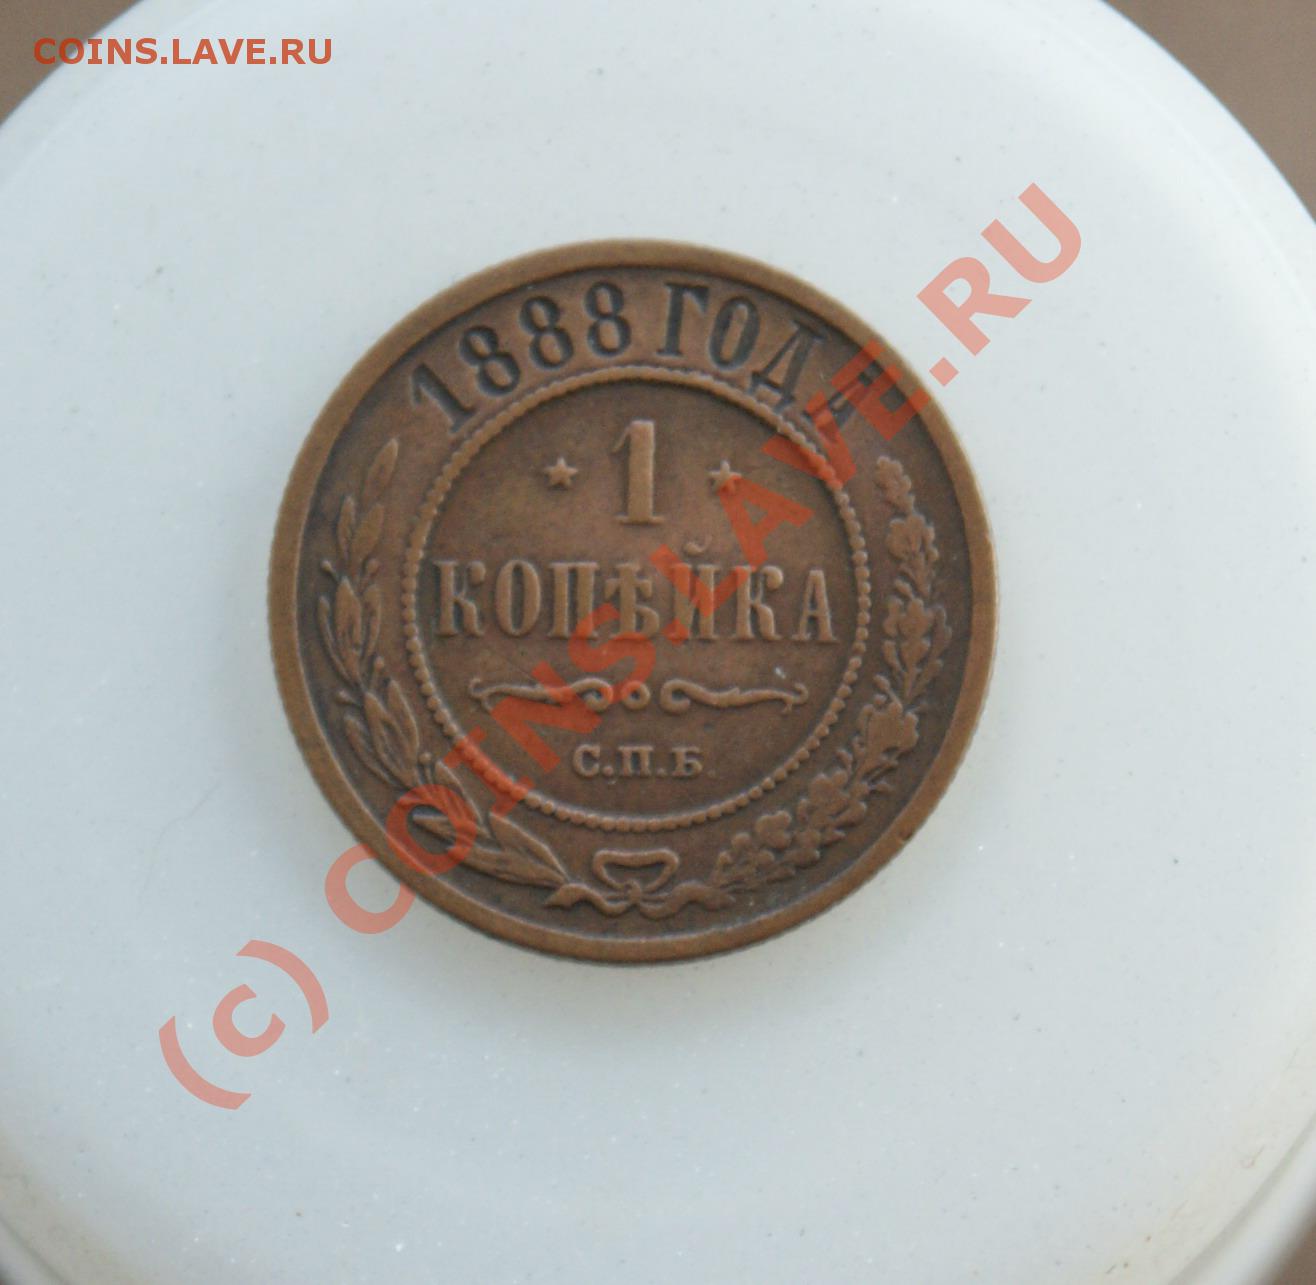 COINS.LAVE.RU
1888 ГОДА
1
КОПѢЙКА
С.П.Б.
(c) COINS.LAVE.RU